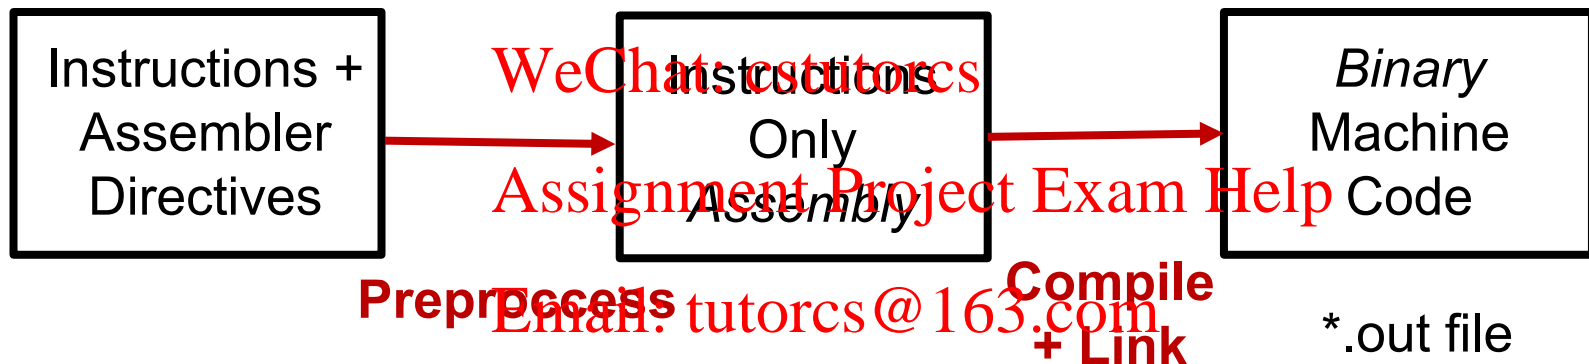 Instructions +
Assembler
Directives
Instructions
Only
Assembly
Binary
Machine
Code
Preproccess
Compile
+ Link
*.out file
WeChat: cstutorcs
Assignment Project Exam Help
Email: tutorcs@163.com